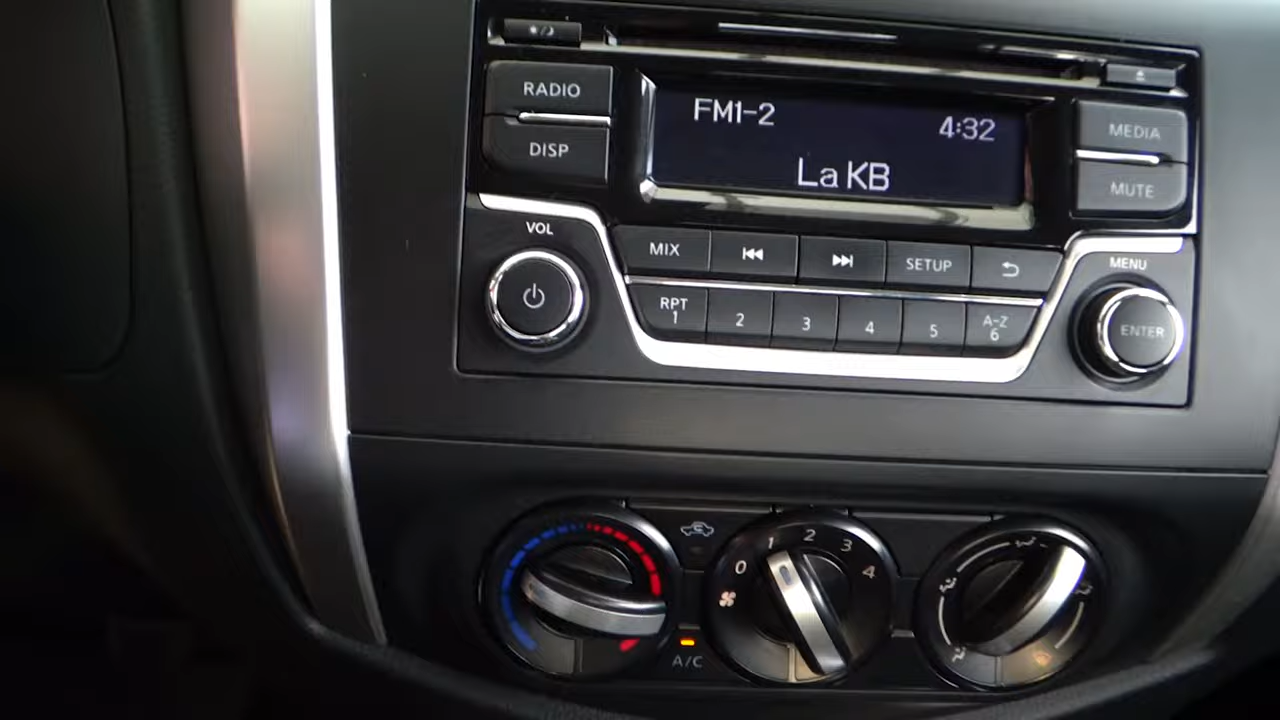 RADIO
DISP
FM1-2
4:32
La KB
MEDIA
MUTE
VOL
MIX
SETUP
MENU
RPT
1
2
3
4
5
A-Z
6
ENTER
0
1
2
3
4
A/C